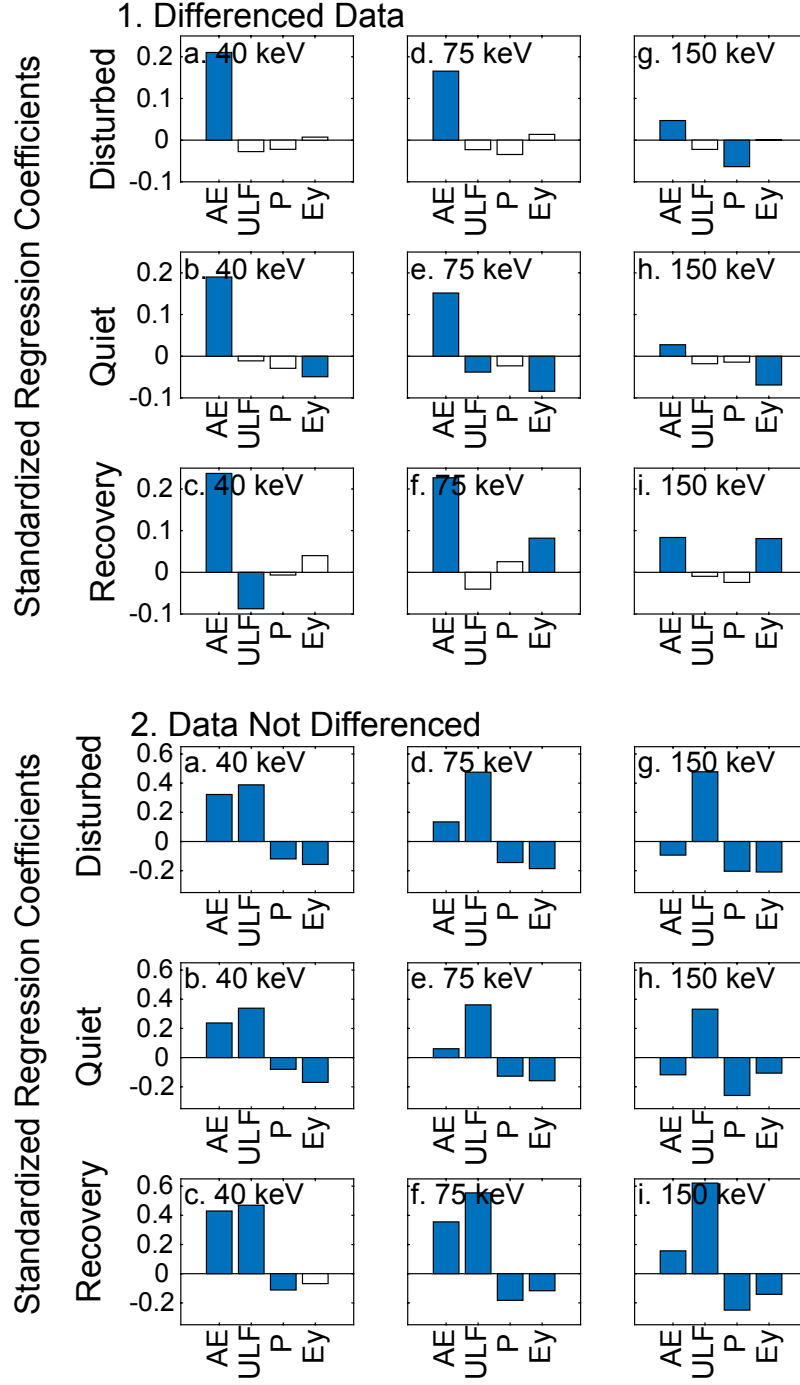 1. Differenced Data
Standardized Regression Coefficients
Disturbed
0.2
0.1
0
-0.1
a. 40 keV
AE
ULF
P
Ey
d. 75 keV
AE
ULF
P
Ey
g. 150 keV
AE
ULF
P
Ey
Quiet
0.2
0.1
0
-0.1
b. 40 keV
AE
ULF
P
Ey
e. 75 keV
AE
ULF
P
Ey
h. 150 keV
AE
ULF
P
Ey
Recovery
0.2
0.1
0
-0.1
c. 40 keV
AE
ULF
P
Ey
f. 75 keV
AE
ULF
P
Ey
i. 150 keV
AE
ULF
P
Ey
2. Data Not Differenced
Standardized Regression Coefficients
Disturbed
0.6
0.4
0.2
0
-0.2
a. 40 keV
AE
ULF
P
Ey
d. 75 keV
AE
ULF
P
Ey
g. 150 keV
AE
ULF
P
Ey
Quiet
0.6
0.4
0.2
0
-0.2
b. 40 keV
AE
ULF
P
Ey
e. 75 keV
AE
ULF
P
Ey
h. 150 keV
AE
ULF
P
Ey
Recovery
0.6
0.4
0.2
0
-0.2
c. 40 keV
AE
ULF
P
Ey
f. 75 keV
AE
ULF
P
Ey
i. 150 keV
AE
ULF
P
Ey